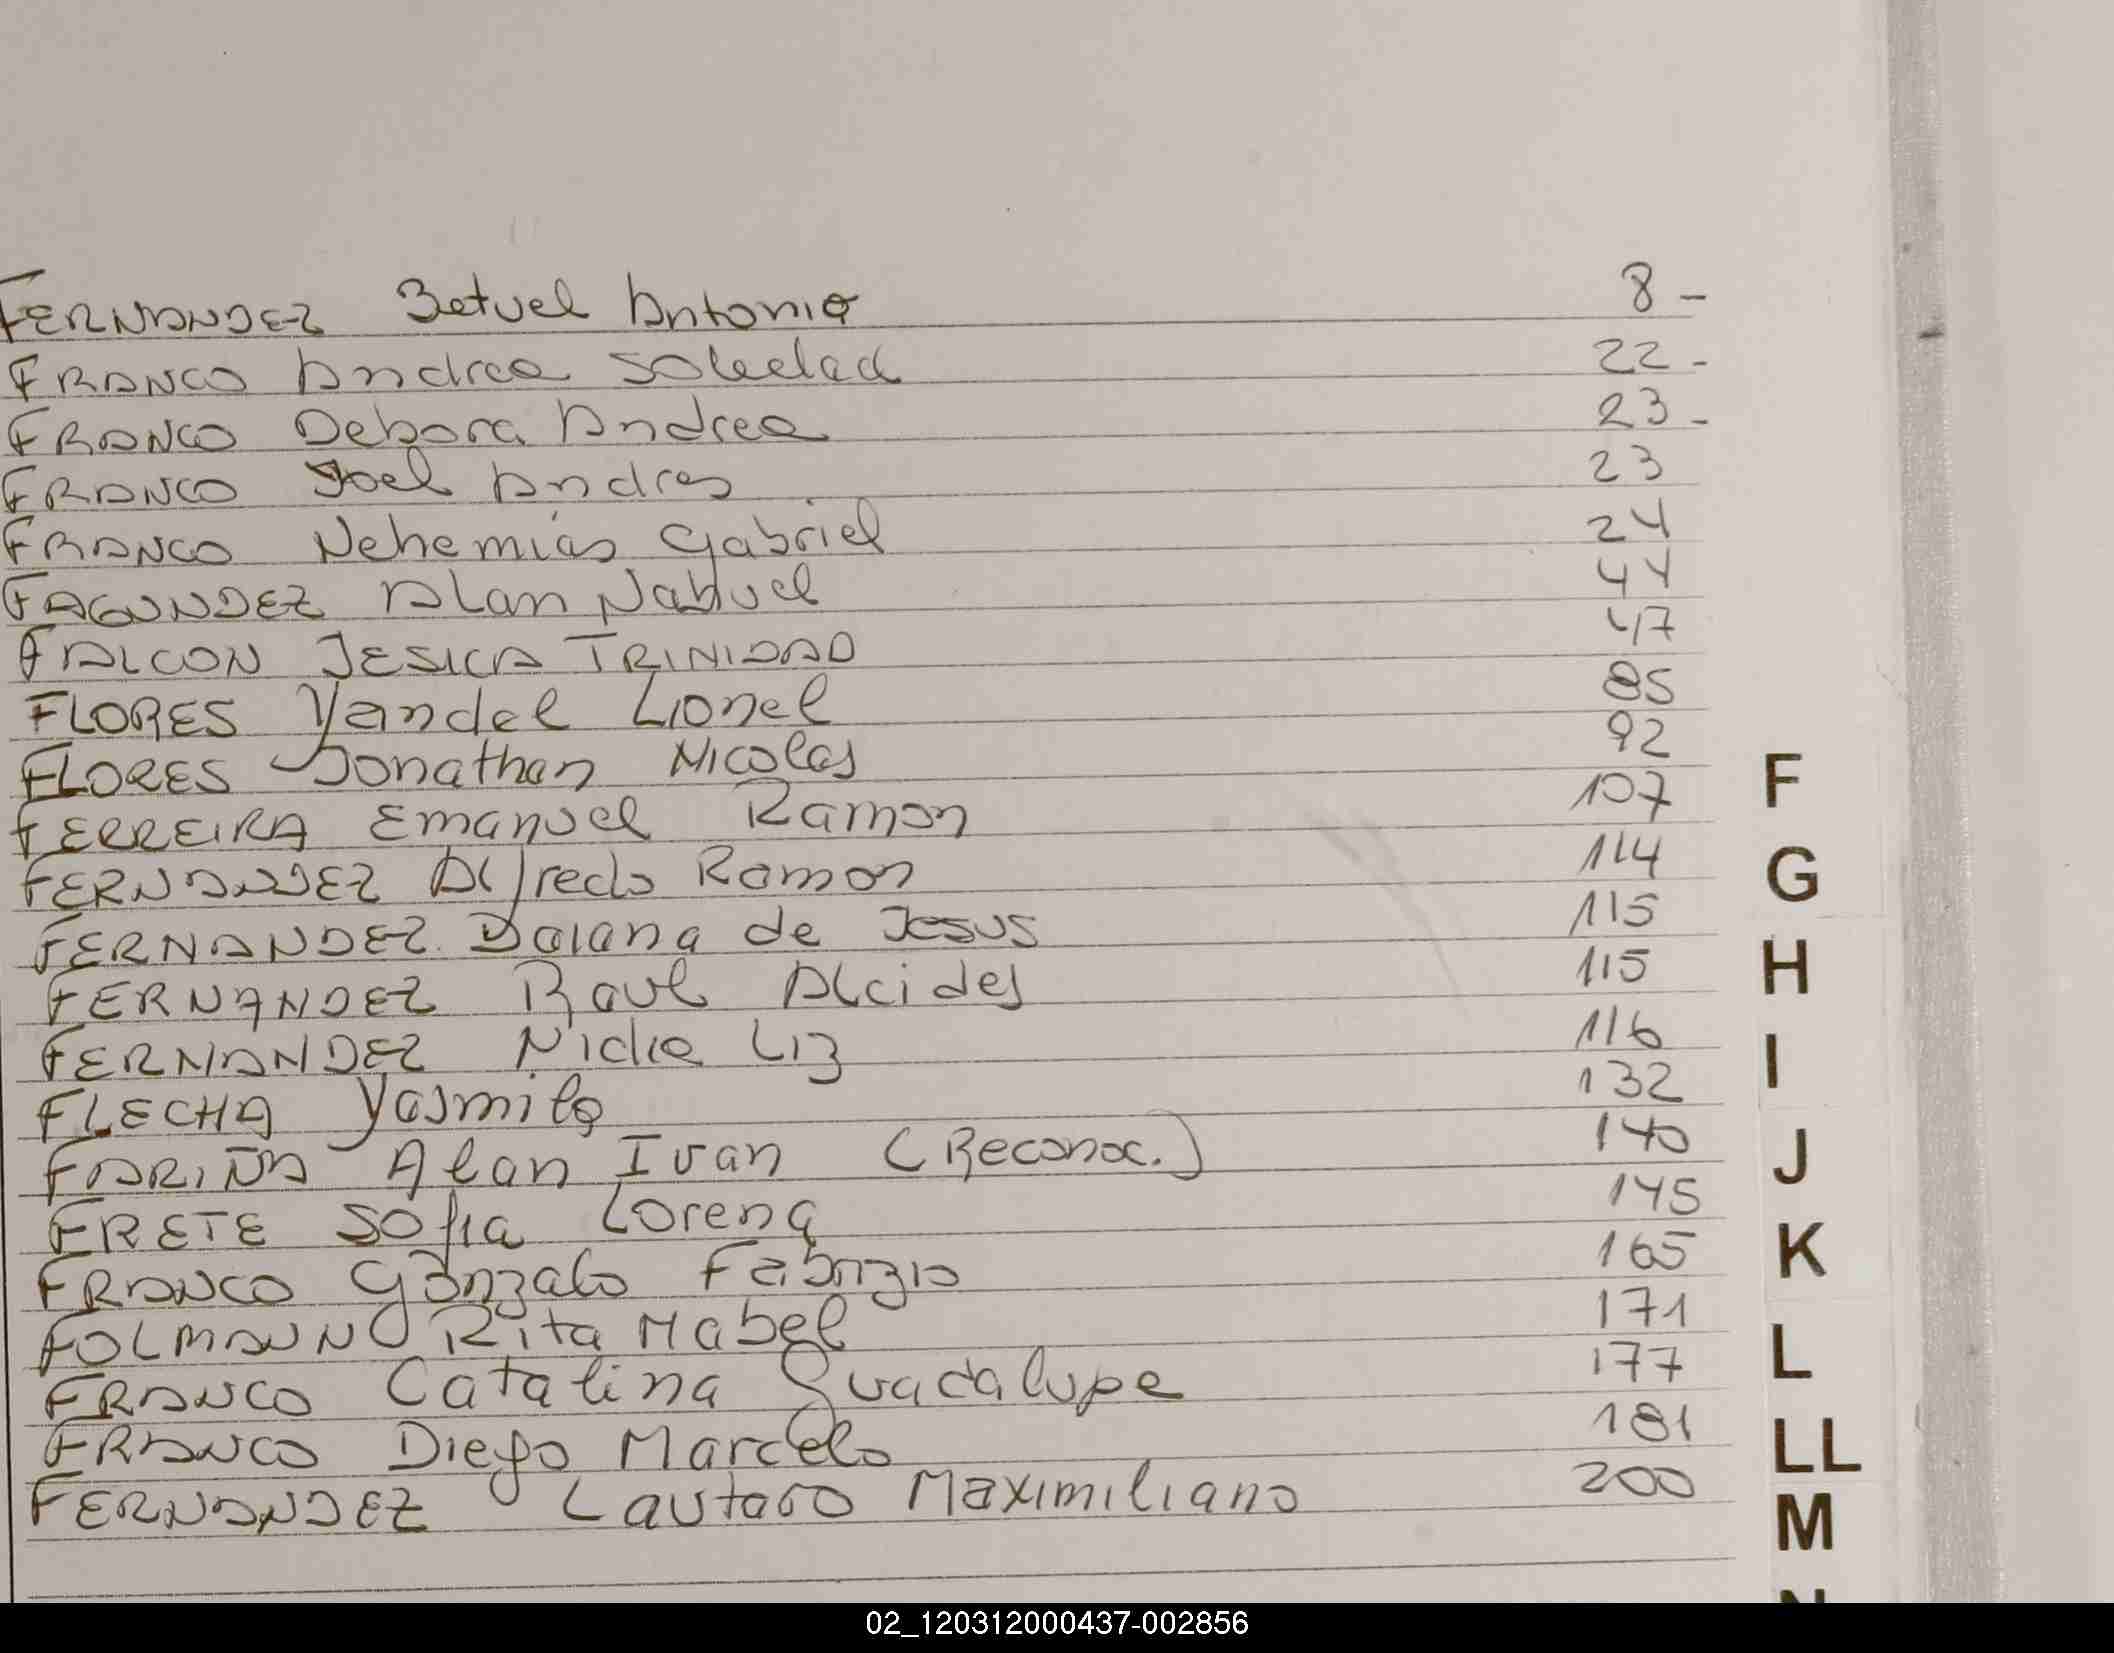 FERNANDEZ Betuel Antonio 8 -
FRANCO Andrea Soledad 22 -
FRANCO Debora Andrea 23 -
FRANCO Joel Andres 23
FRANCO Nehemías Gabriel 24
FAGUNDEZ Alan Nahuel 44
FALCON JESICA TRINIDAD 47
FLORES Yandel Lionel 85
FLORES Jonathan Nicolas 92
FERREIRA Emanuel Ramon 107
FERNANDEZ Alfredo Ramon 114
FERNANDEZ Daiana de Jesus 115
FERNANDEZ Raul Alcides 115
FERNANDEZ Nidia Liz 116
FLECHA Yasmila 132
FARIÑA Alan Ivan (Reconoc.) 140
FRETE Sofia Lorena 145
FRANCO Gonzalo Fabrizio 165
FOLMANN Rita Mabel 171
FRANCO Catalina Guadalupe 177
FRANCO Diego Marcelo 181
FERNANDEZ Lautaro Maximiliano 200
F
G
H
I
J
K
L
LL
M
N
02_120312000437-002856